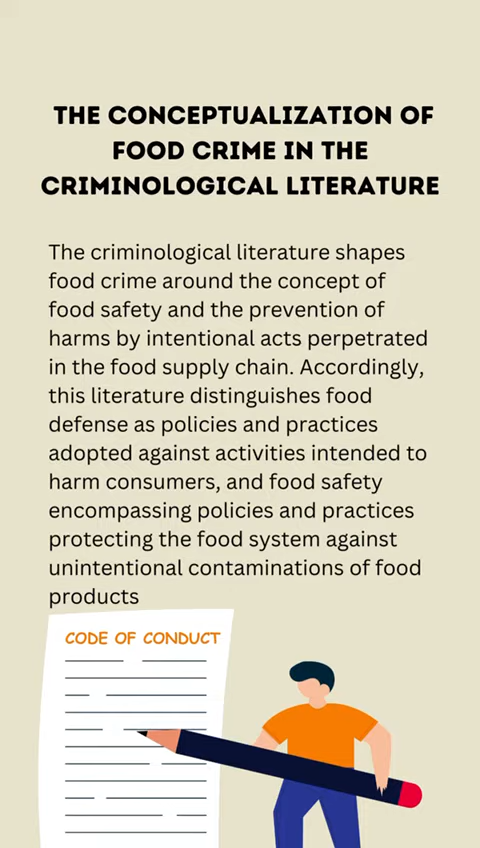 THE CONCEPTUALIZATION OF
FOOD CRIME IN THE
CRIMINOLOGICAL LITERATURE
The criminological literature shapes
food crime around the concept of
food safety and the prevention of
harms by intentional acts perpetrated
in the food supply chain. Accordingly,
this literature distinguishes food
defense as policies and practices
adopted against activities intended to
harm consumers, and food safety
encompassing policies and practices
protecting the food system against
unintentional contaminations of food
products
CODE OF CONDUCT